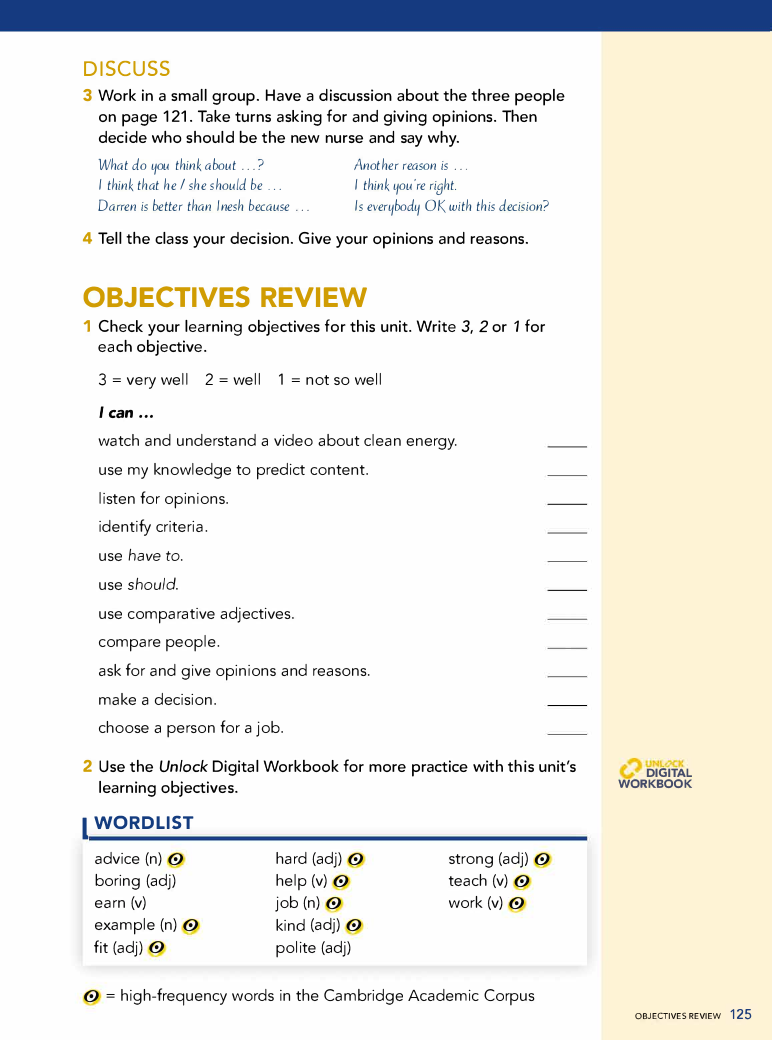 DISCUSS
3 Work in a small group. Have a discussion about the three people
on page 121. Take turns asking for and giving opinions. Then
decide who should be the new nurse and say why.
What do you think about …?
I think that he / she should be …
Darren is better than Inesh because …
Another reason is …
I think you're right.
Is everybody OK with this decision?
4 Tell the class your decision. Give your opinions and reasons.
OBJECTIVES REVIEW
1 Check your learning objectives for this unit. Write 3, 2 or 1 for
each objective.
3 = very well 2 = well 1 = not so well
I can …
watch and understand a video about clean energy.
use my knowledge to predict content.
listen for opinions.
identify criteria.
use have to.
use should.
use comparative adjectives.
compare people.
ask for and give opinions and reasons.
make a decision.
choose a person for a job.
2 Use the Unlock Digital Workbook for more practice with this unit's
learning objectives.
UNLOCK
DIGITAL
WORKBOOK
WORDLIST
advice (n)
boring (adj)
earn (v)
example (n)
fit (adj)
hard (adj)
help (v)
job (n)
kind (adj)
polite (adj)
strong (adj)
teach (v)
work (v)
= high-frequency words in the Cambridge Academic Corpus
OBJECTIVES REVIEW 125